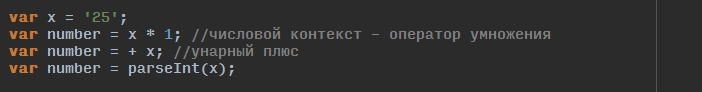 var x = '25';
var number = x * 1; //числовой контекст - оператор умножения
var number = + x; //унарный плюс
var number = parseInt(x);